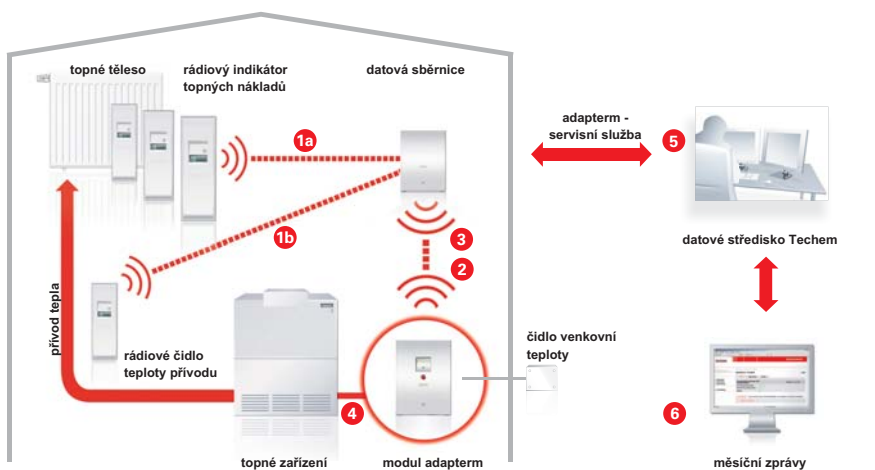 topné těleso
rádiový indikátor
topných nákladů
datová sběrnice
1a
1b
3
2
přívod tepla
rádiové čidlo
teploty přívodu
4
topné zařízení
modul adapterm
čidlo venkovní
teploty
adapterm -
servisní služba
5
datové středisko Techem
6
měsíční zprávy